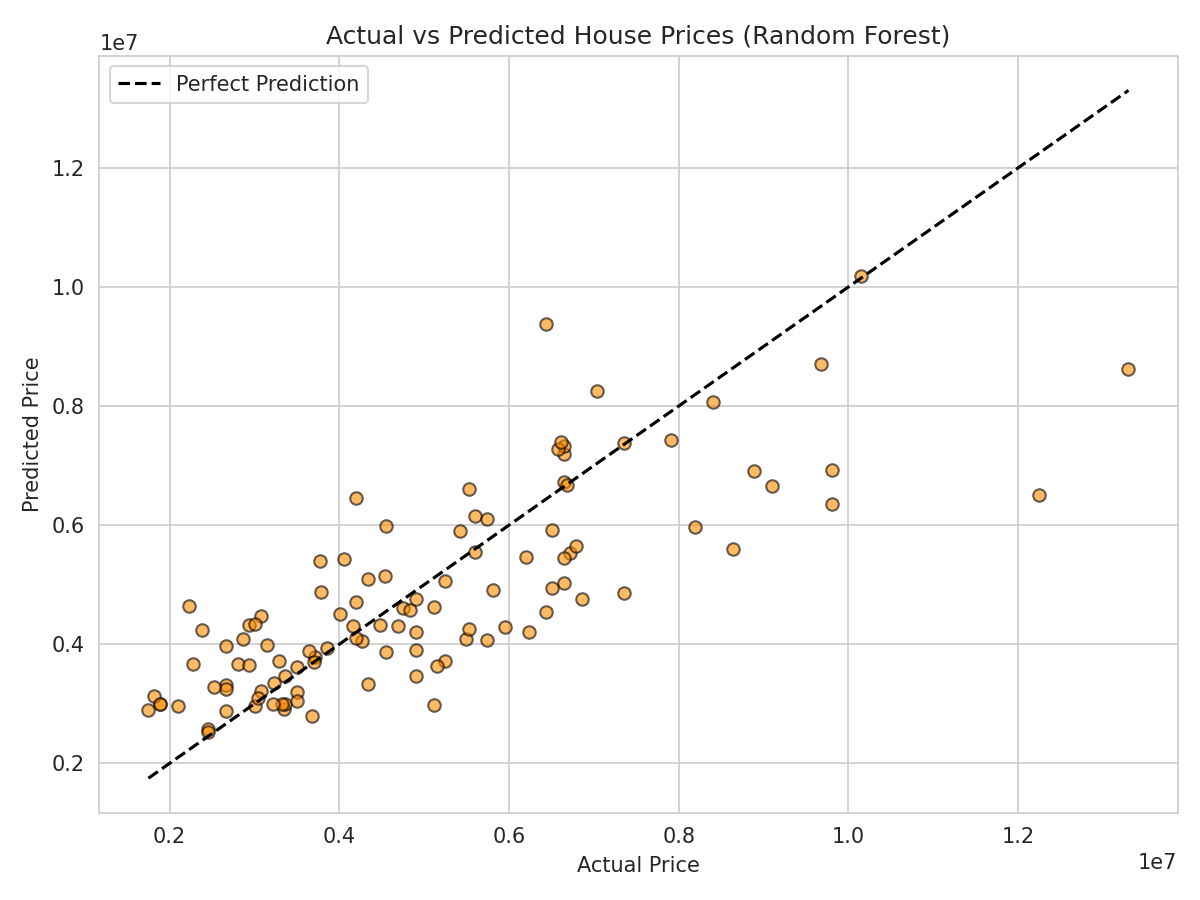 Actual vs Predicted House Prices (Random Forest)
1e7
Perfect Prediction
1.2
1.0
0.8
0.6
0.4
0.2
Predicted Price
0.2 0.4 0.6 0.8 1.0 1.2
Actual Price
1e7